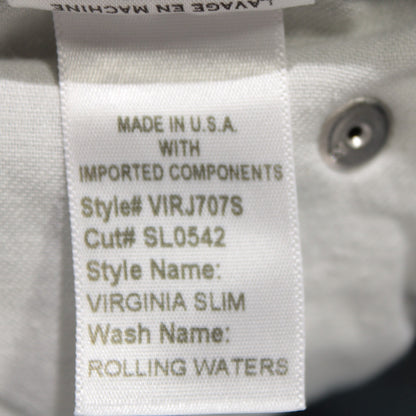 LAVAGE EN MACHINE
MADE IN U.S.A.
WITH
IMPORTED COMPONENTS
Style# VIRJ707S
Cut# SL0542
Style Name:
VIRGINIA SLIM
Wash Name:
ROLLING WATERS